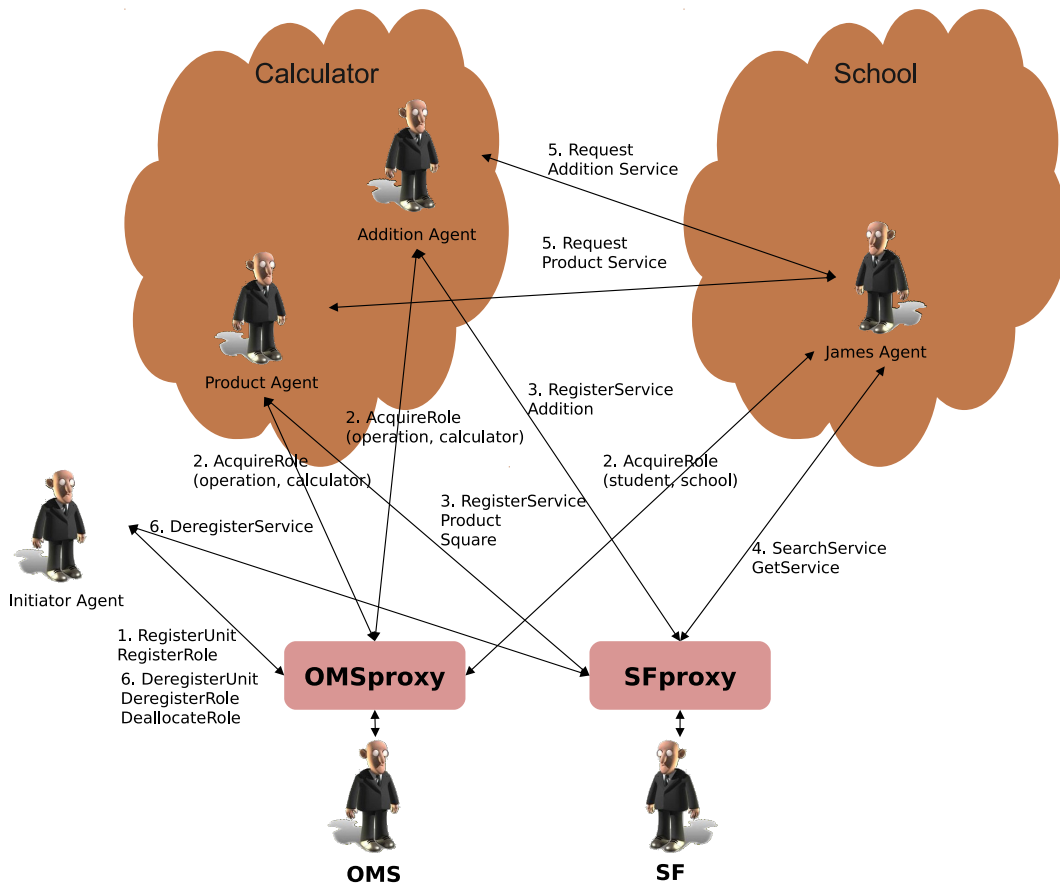 Calculator
School
5. Request
Addition Service
Addition Agent
5. Request
Product Service
James Agent
Product Agent
3. RegisterService
Addition
2. AcquireRole
(operation, calculator)
2. AcquireRole
(operation, calculator)
2. AcquireRole
(student, school)
3. RegisterService
Product
Square
6. DeregisterService
4. SearchService
GetService
Initiator Agent
1. RegisterUnit
RegisterRole
6. DeregisterUnit
DeregisterRole
DeallocateRole
OMSproxy
SFproxy
OMS
SF